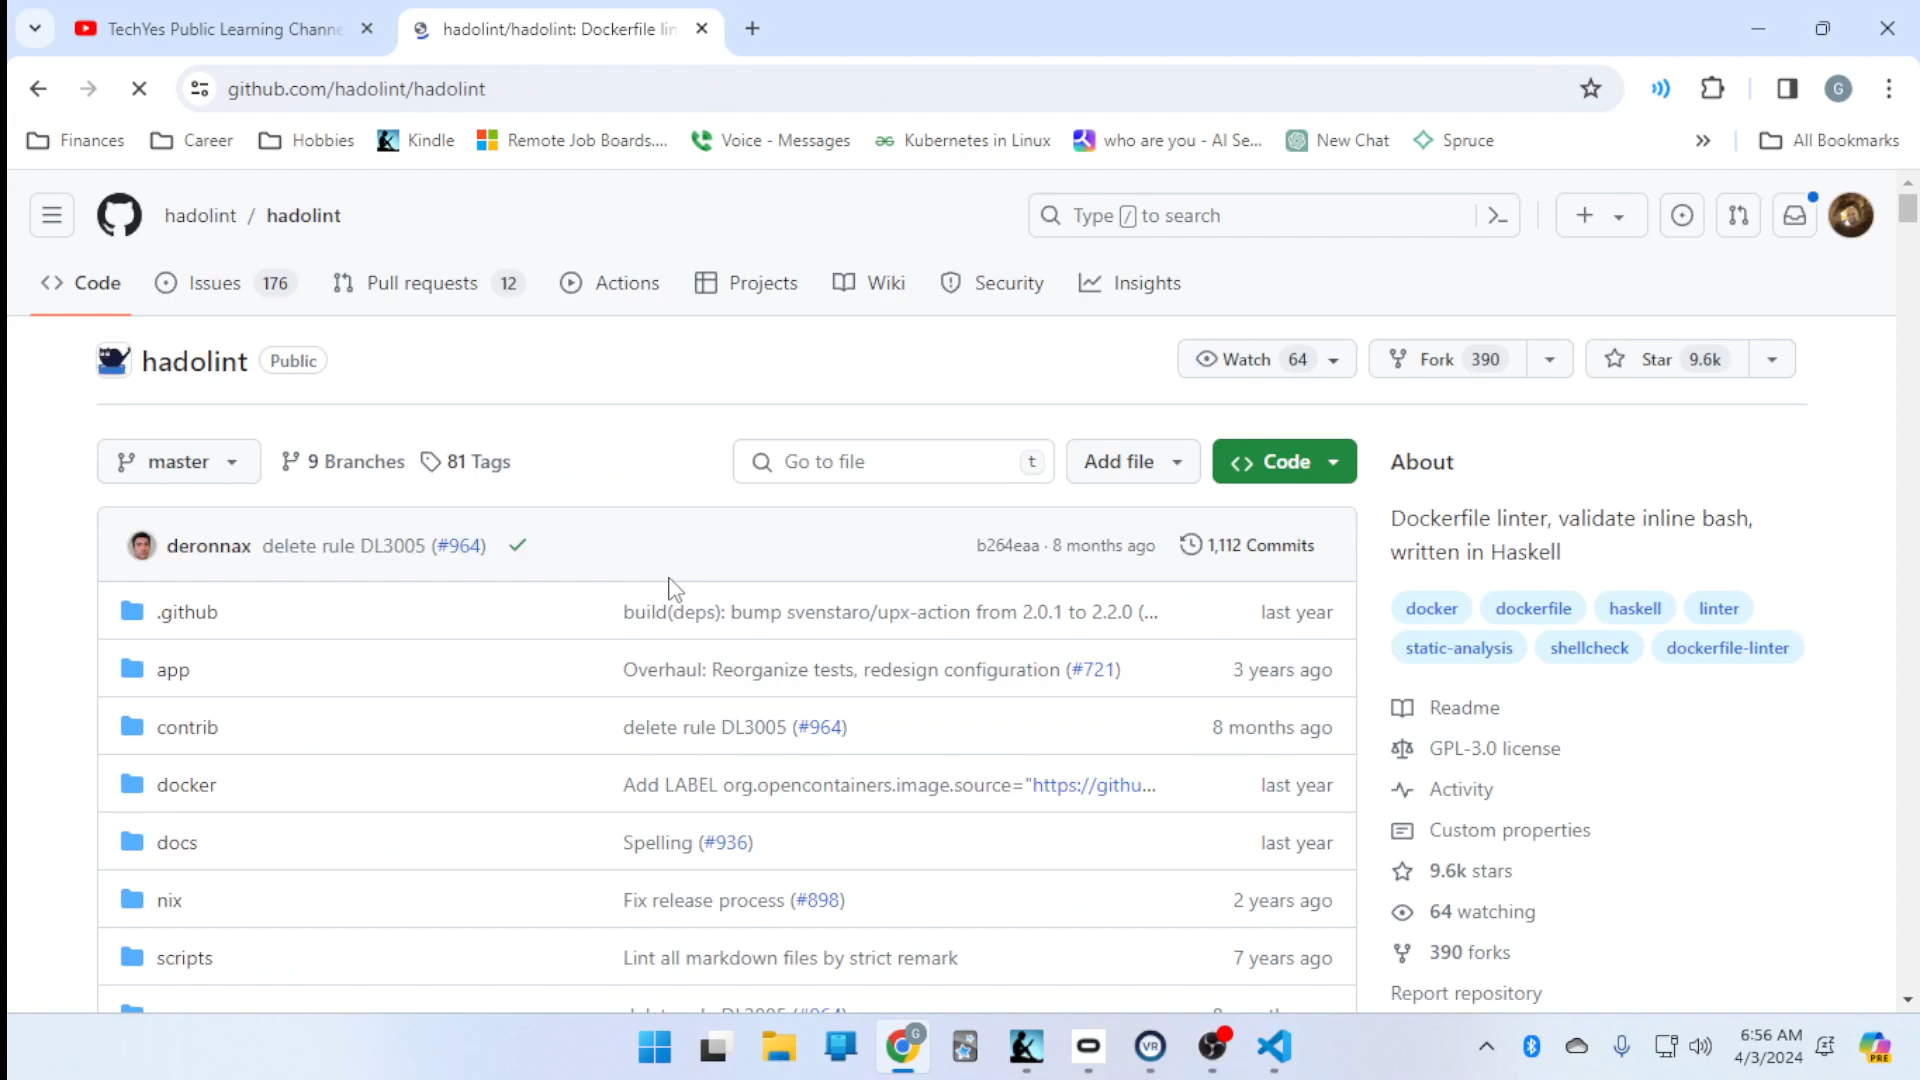 TechYes Public Learning Channe
hadolint/hadolint: Dockerfile lin
github.com/hadolint/hadolint
G
Finances
Career
Hobbies
Kindle
Remote Job Boards....
Voice - Messages
Kubernetes in Linux
who are you - AI Se...
New Chat
Spruce
All Bookmarks
hadolint / hadolint
Type / to search
Code
Issues 176
Pull requests 12
Actions
Projects
Wiki
Security
Insights
hadolint Public
Watch 64
Fork 390
Star 9.6k
master
9 Branches
81 Tags
Go to file t
Add file
Code
About
Dockerfile linter, validate inline bash,
written in Haskell
deronnax delete rule DL3005 (#964)
b264eaa · 8 months ago
1,112 Commits
.github build(deps): bump svenstaro/upx-action from 2.0.1 to 2.2.0 (... last year
docker dockerfile haskell linter
static-analysis shellcheck dockerfile-linter
app Overhaul: Reorganize tests, redesign configuration (#721) 3 years ago
Readme
contrib delete rule DL3005 (#964) 8 months ago
GPL-3.0 license
docker Add LABEL org.opencontainers.image.source="https://githu... last year
Activity
Custom properties
docs Spelling (#936) last year
9.6k stars
nix Fix release process (#898) 2 years ago
64 watching
scripts Lint all markdown files by strict remark 7 years ago
390 forks
Report repository
G
VR
6:56 AM
4/3/2024
PRE